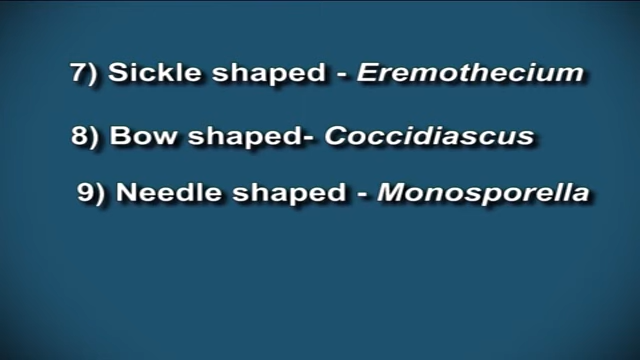 7) Sickle shaped - Eremothecium
8) Bow shaped- Coccidiascus
9) Needle shaped - Monosporella